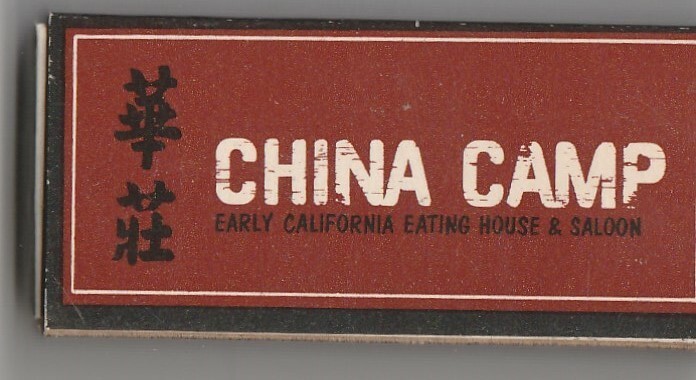 華莊
CHINA CAMP
EARLY CALIFORNIA EATING HOUSE & SALOON